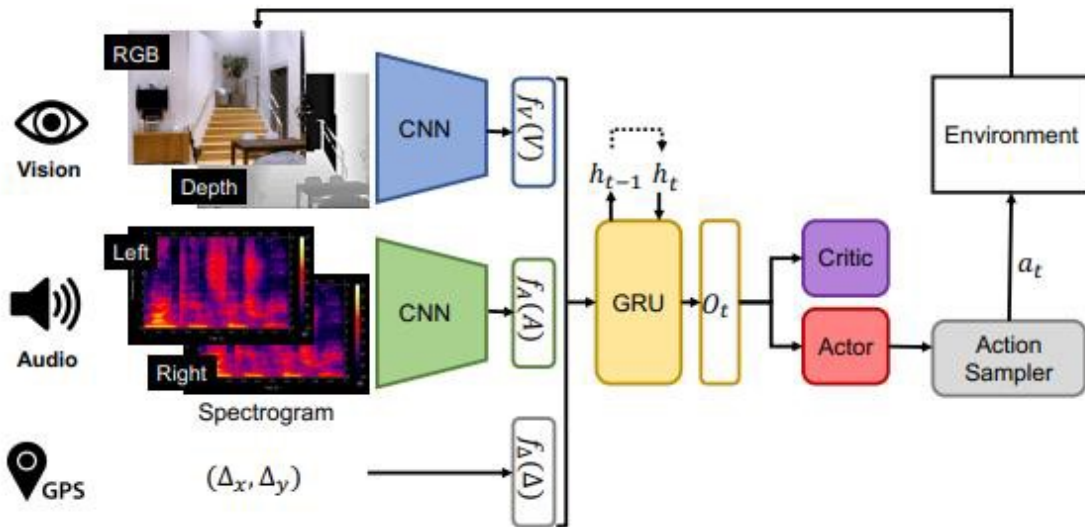 RGB
Depth
Vision
CNN
f_V(V)
Left
Right
Spectrogram
Audio
CNN
f_A(A)
GPS
(Δ_x, Δ_y)
f_Δ(Δ)
h_{t-1} h_t
GRU
O_t
Critic
Actor
Action
Sampler
a_t
Environment